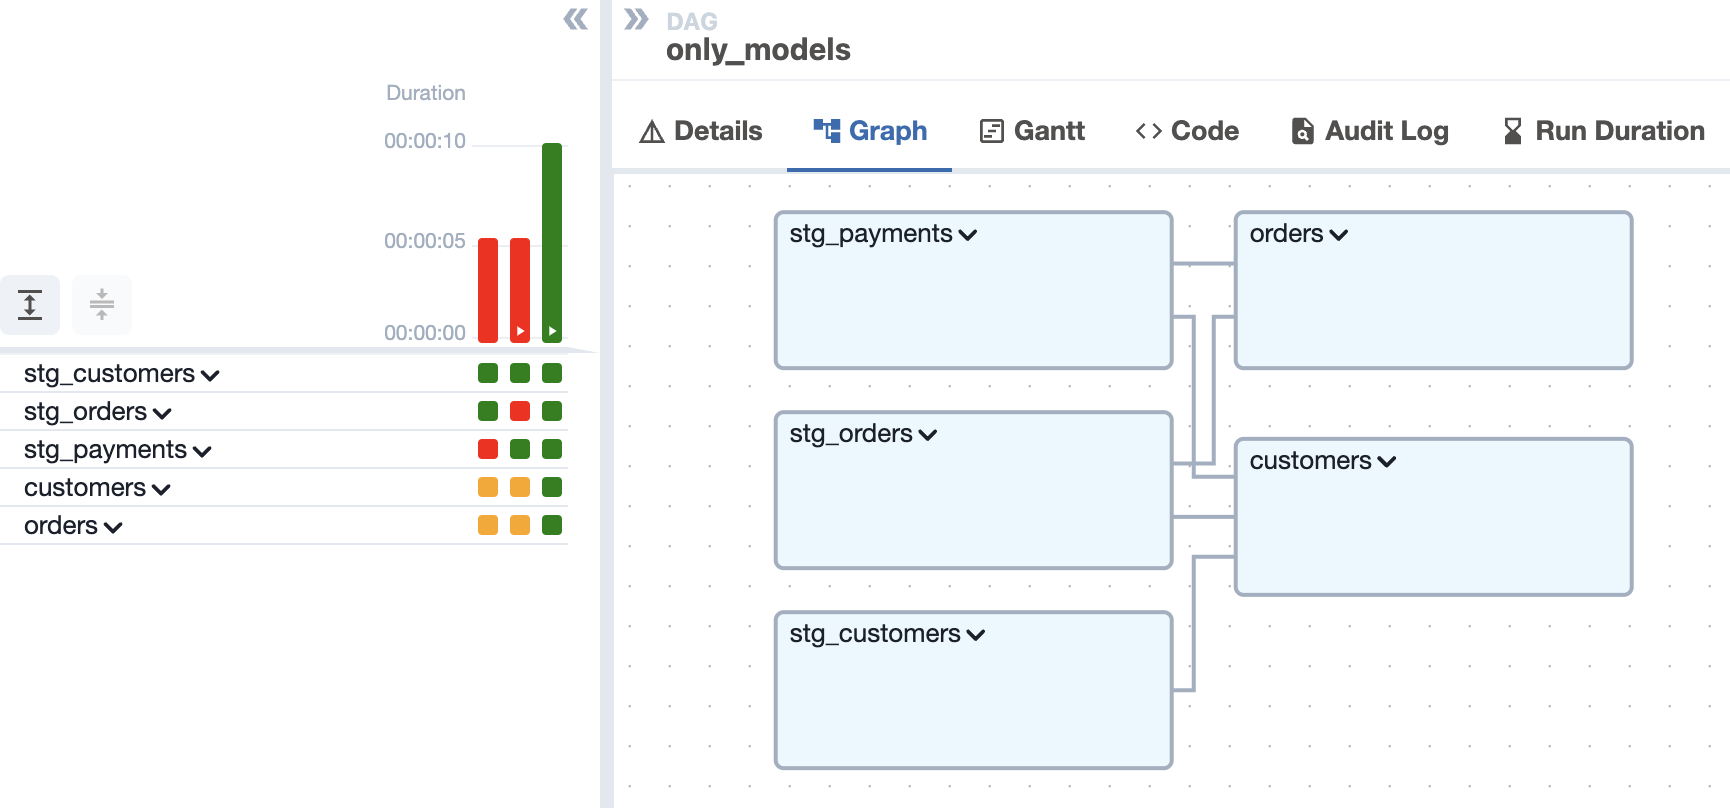 Duration
00:00:10
00:00:05
00:00:00
stg_customers
stg_orders
stg_payments
customers
orders
DAG
only_models
Details Graph Gantt Code Audit Log Run Duration
stg_payments
orders
stg_orders
customers
stg_customers